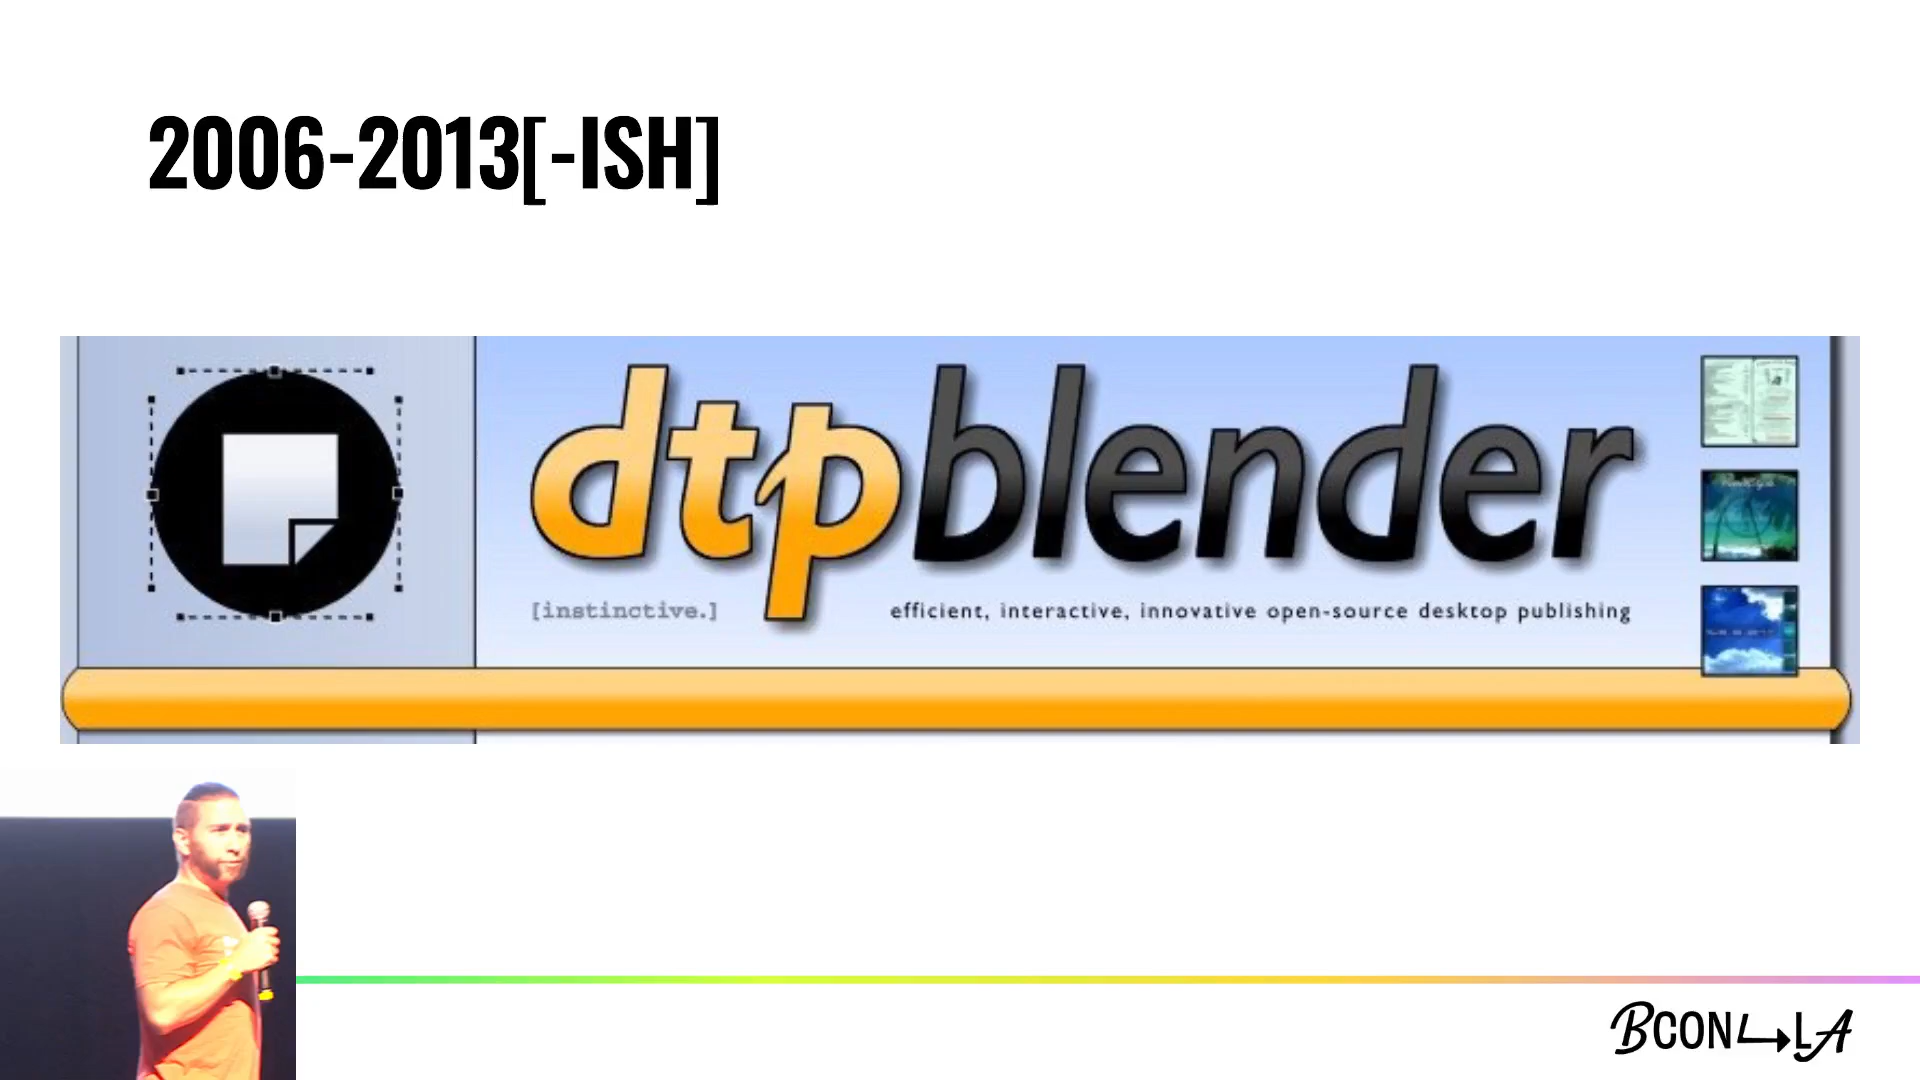 2006-2013[-ISH]
dtpblender
[instinctive.]
efficient, interactive, innovative open-source desktop publishing
BCON LA